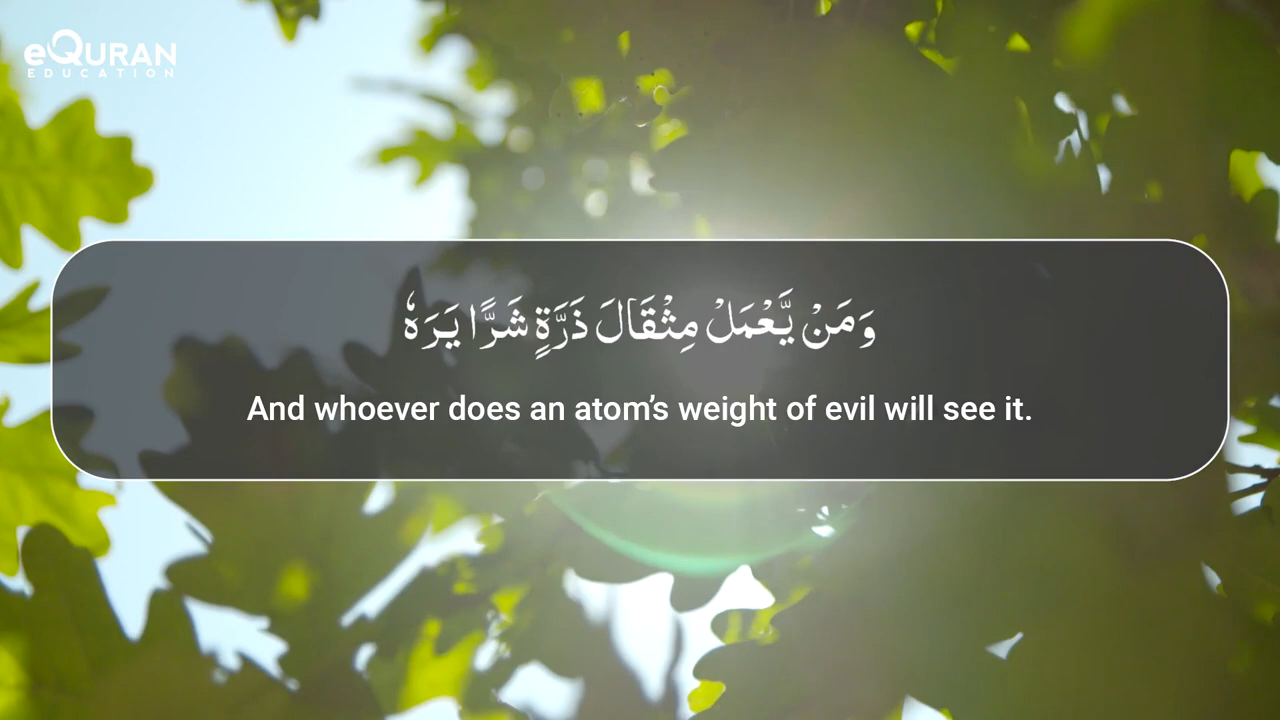 eQURAN
EDUCATION
وَمَنْ يَّعْمَلْ مِثْقَالَ ذَرَّةٍ شَرًّا يَرَهٗ
And whoever does an atom’s weight of evil will see it.